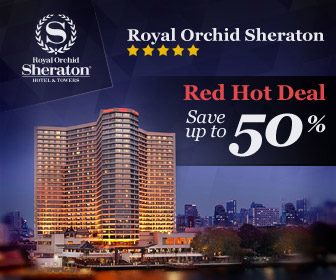 S
Royal Orchid
Sheraton
HOTEL & TOWERS
Royal Orchid Sheraton
Red Hot Deal
Save
up to 50%